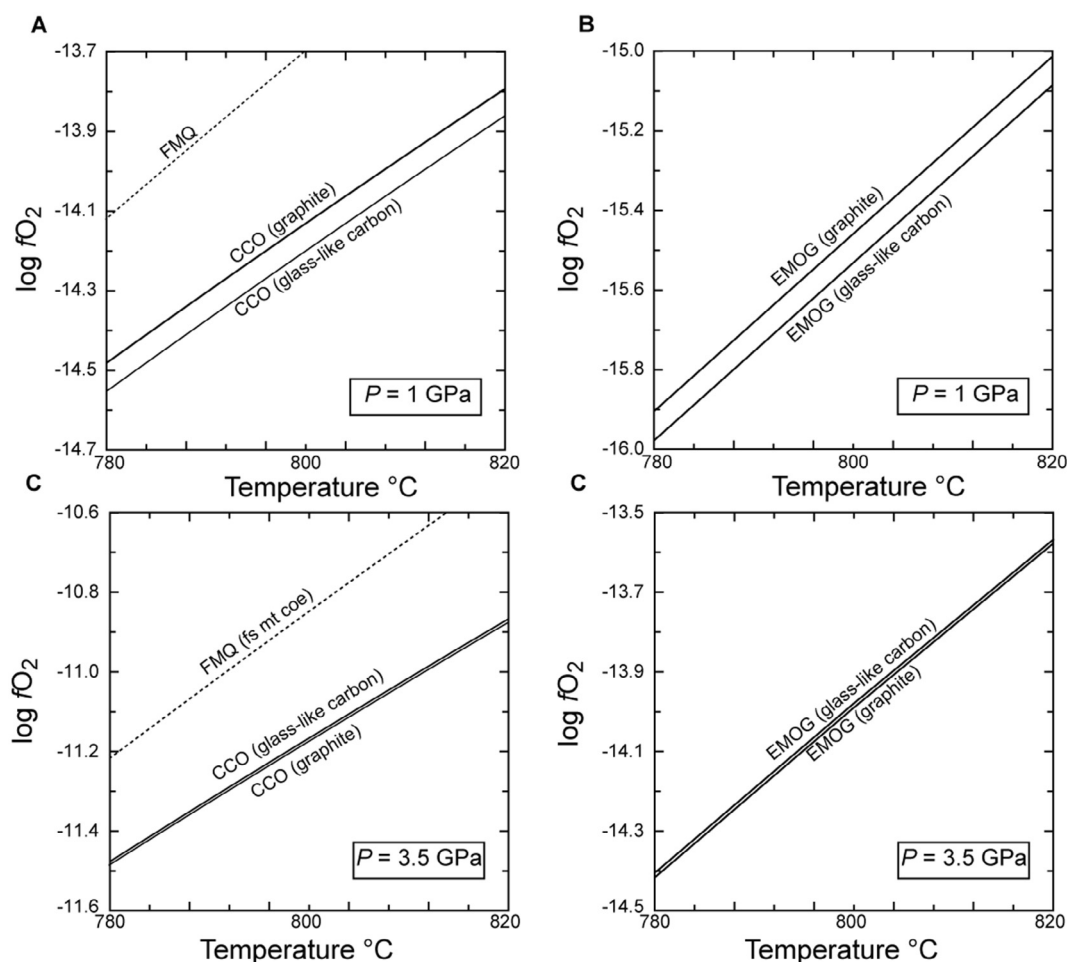 A
-13.7
-13.9
-14.1
-14.3
-14.5
-14.7
log fO2
FMQ
CCO (graphite)
CCO (glass-like carbon)
P = 1 GPa
780
800
820
Temperature °C
B
-15.0
-15.2
-15.4
-15.6
-15.8
-16.0
log fO2
EMOG (graphite)
EMOG (glass-like carbon)
P = 1 GPa
780
800
820
Temperature °C
C
-10.6
-10.8
-11.0
-11.2
-11.4
-11.6
log fO2
FMQ (fs mt coe)
CCO (glass-like carbon)
CCO (graphite)
P = 3.5 GPa
780
800
820
Temperature °C
C
-13.5
-13.7
-13.9
-14.1
-14.3
-14.5
log fO2
EMOG (glass-like carbon)
EMOG (graphite)
P = 3.5 GPa
780
800
820
Temperature °C